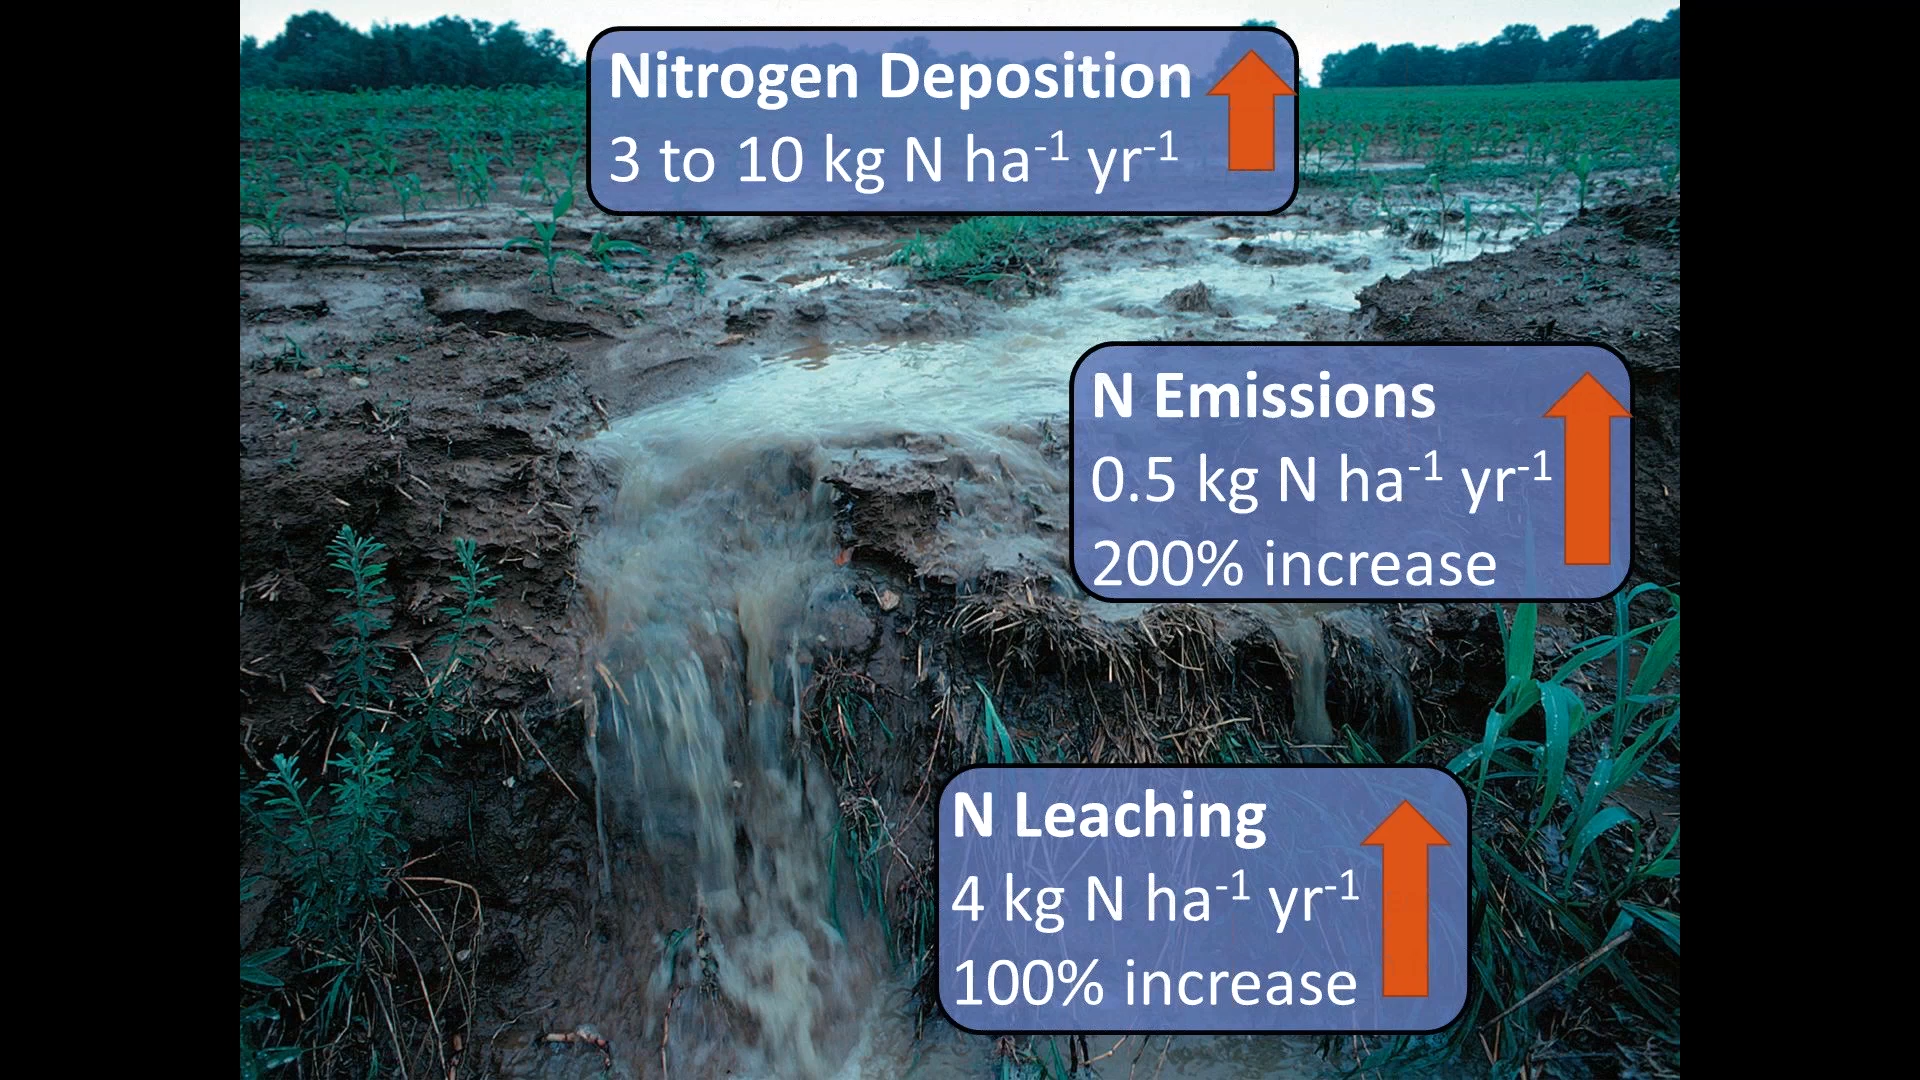 Nitrogen Deposition
3 to 10 kg N ha⁻¹ yr⁻¹
N Emissions
0.5 kg N ha⁻¹ yr⁻¹
200% increase
N Leaching
4 kg N ha⁻¹ yr⁻¹
100% increase